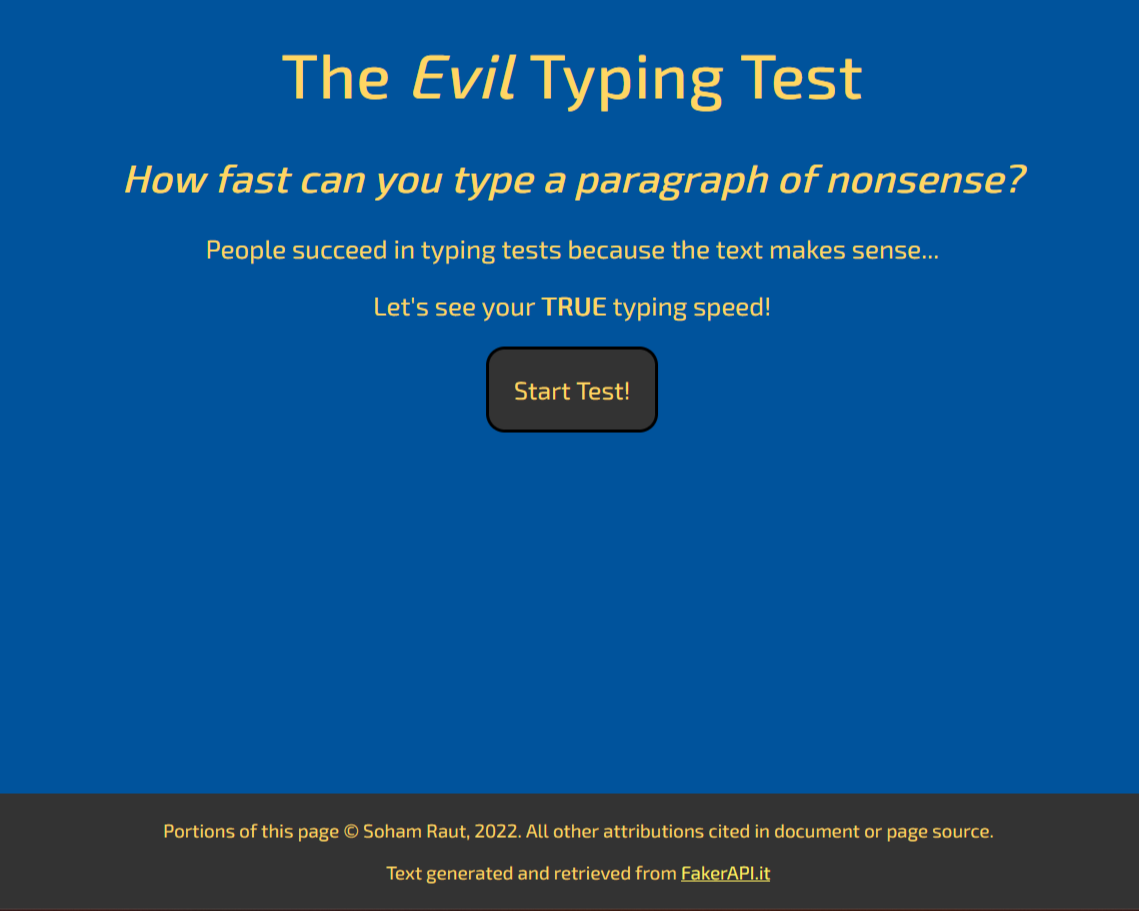 The Evil Typing Test
How fast can you type a paragraph of nonsense?
People succeed in typing tests because the text makes sense...
Let's see your TRUE typing speed!
Start Test!
Portions of this page © Soham Raut, 2022. All other attributions cited in document or page source.
Text generated and retrieved from FakerAPI.it